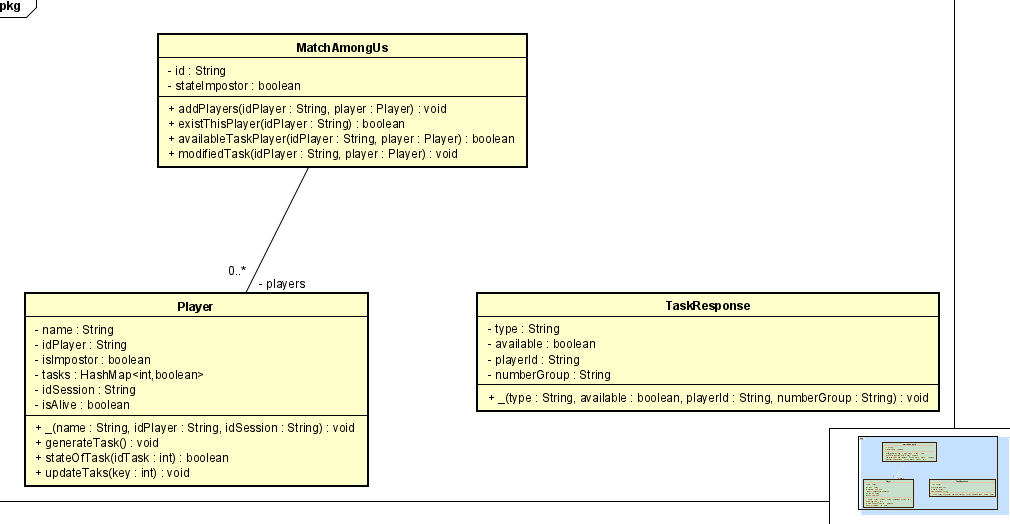 pkg
MatchAmongUs
- id : String
- stateImpostor : boolean
+ addPlayers(idPlayer : String, player : Player) : void
+ existThisPlayer(idPlayer : String) : boolean
+ availableTaskPlayer(idPlayer : String, player : Player) : boolean
+ modifiedTask(idPlayer : String, player : Player) : void
0..*
- players
Player
- name : String
- idPlayer : String
- isImpostor : boolean
- tasks : HashMap<int,boolean>
- idSession : String
- isAlive : boolean
+ _(name : String, idPlayer : String, idSession : String) : void
+ generateTask() : void
+ stateOfTask(idTask : int) : boolean
+ updateTaks(key : int) : void
TaskResponse
- type : String
- available : boolean
- playerId : String
- numberGroup : String
+ _(type : String, available : boolean, playerId : String, numberGroup : String) : void